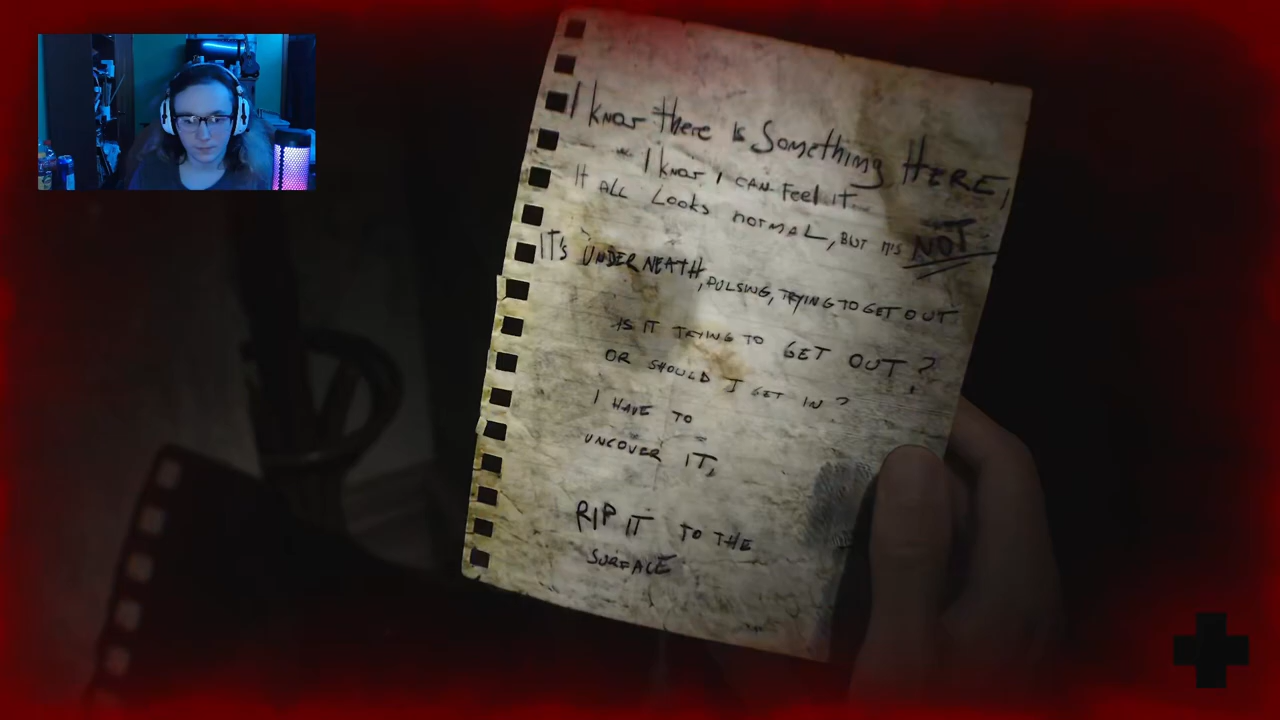 I know there is Something HERE,
I know I CAN Feel IT...
IT ALL LOOKS NORMAL, BUT IT'S NOT
IT'S UNDERNEATH, PULSING, TRYING TO GET OUT
IS IT TRYING TO GET OUT?
OR SHOULD I GET IN?
I HAVE TO
UNCOVER IT,
RIP IT TO THE
SURFACE